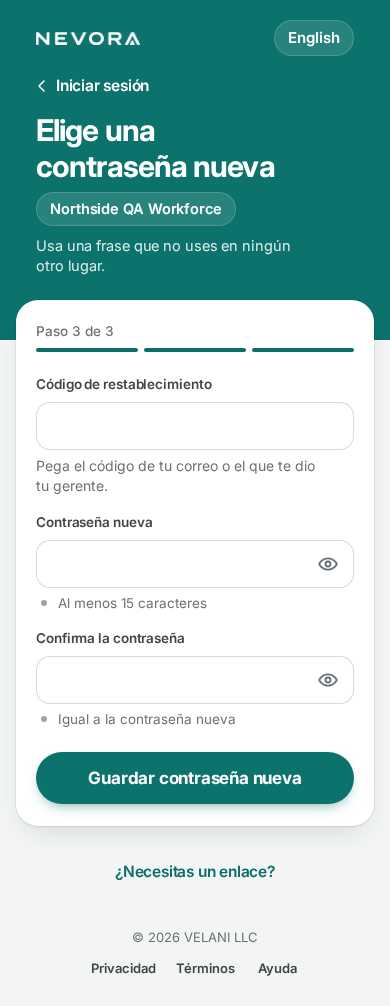 NEVORA
English
Iniciar sesión
Elige una
contraseña nueva
Northside QA Workforce
Usa una frase que no uses en ningún
otro lugar.
Paso 3 de 3
Código de restablecimiento
Pega el código de tu correo o el que te dio
tu gerente.
Contraseña nueva
Al menos 15 caracteres
Confirma la contraseña
Igual a la contraseña nueva
Guardar contraseña nueva
¿Necesitas un enlace?
© 2026 VELANI LLC
Privacidad Términos Ayuda